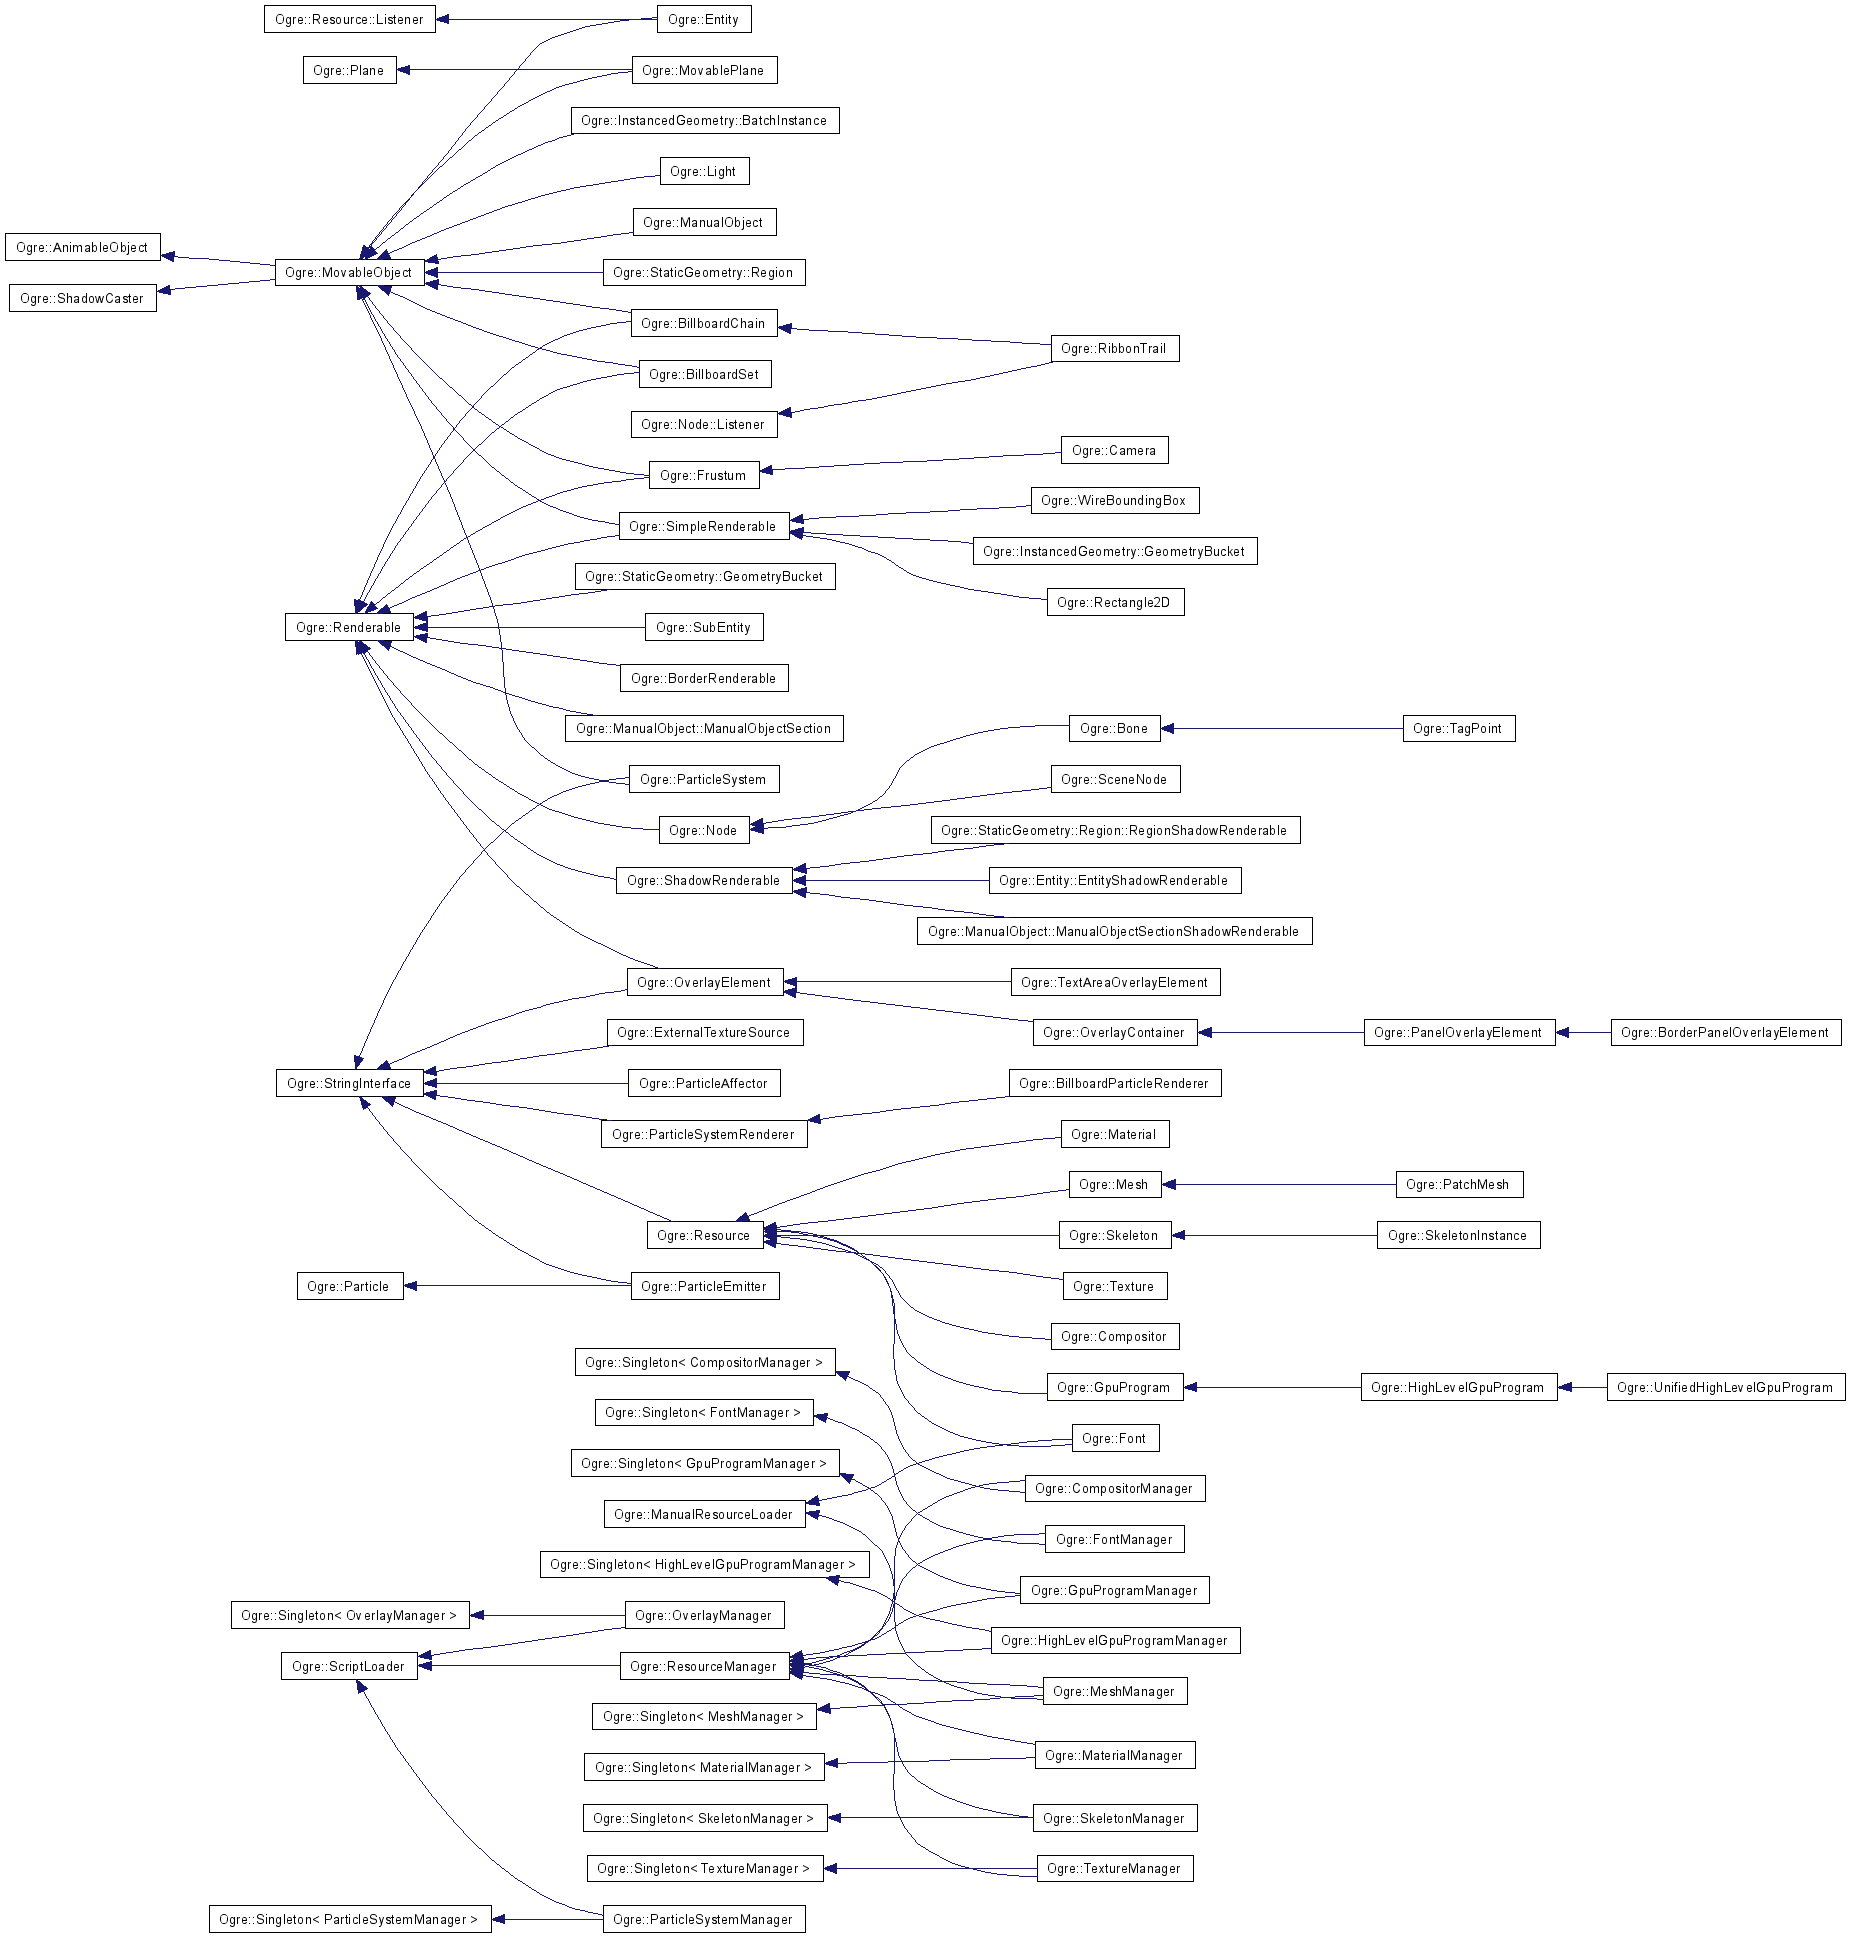 Ogre::Resource::Listener
Ogre::Entity
Ogre::Plane
Ogre::MovablePlane
Ogre::InstancedGeometry::BatchInstance
Ogre::Light
Ogre::ManualObject
Ogre::AnimableObject
Ogre::MovableObject
Ogre::StaticGeometry::Region
Ogre::ShadowCaster
Ogre::BillboardChain
Ogre::RibbonTrail
Ogre::BillboardSet
Ogre::Node::Listener
Ogre::Camera
Ogre::Frustum
Ogre::WireBoundingBox
Ogre::SimpleRenderable
Ogre::InstancedGeometry::GeometryBucket
Ogre::StaticGeometry::GeometryBucket
Ogre::Rectangle2D
Ogre::Renderable
Ogre::SubEntity
Ogre::BorderRenderable
Ogre::ManualObject::ManualObjectSection
Ogre::Bone
Ogre::TagPoint
Ogre::ParticleSystem
Ogre::SceneNode
Ogre::Node
Ogre::StaticGeometry::Region::RegionShadowRenderable
Ogre::ShadowRenderable
Ogre::Entity::EntityShadowRenderable
Ogre::ManualObject::ManualObjectSectionShadowRenderable
Ogre::OverlayElement
Ogre::TextAreaOverlayElement
Ogre::ExternalTextureSource
Ogre::OverlayContainer
Ogre::PanelOverlayElement
Ogre::BorderPanelOverlayElement
Ogre::StringInterface
Ogre::ParticleAffector
Ogre::BillboardParticleRenderer
Ogre::ParticleSystemRenderer
Ogre::Material
Ogre::Mesh
Ogre::PatchMesh
Ogre::Resource
Ogre::Skeleton
Ogre::SkeletonInstance
Ogre::Particle
Ogre::ParticleEmitter
Ogre::Texture
Ogre::Compositor
Ogre::Singleton< CompositorManager >
Ogre::GpuProgram
Ogre::HighLevelGpuProgram
Ogre::UnifiedHighLevelGpuProgram
Ogre::Singleton< FontManager >
Ogre::Font
Ogre::Singleton< GpuProgramManager >
Ogre::CompositorManager
Ogre::ManualResourceLoader
Ogre::FontManager
Ogre::Singleton< HighLevelGpuProgramManager >
Ogre::GpuProgramManager
Ogre::Singleton< OverlayManager >
Ogre::OverlayManager
Ogre::HighLevelGpuProgramManager
Ogre::ScriptLoader
Ogre::ResourceManager
Ogre::MeshManager
Ogre::Singleton< MeshManager >
Ogre::MaterialManager
Ogre::Singleton< MaterialManager >
Ogre::Singleton< SkeletonManager >
Ogre::SkeletonManager
Ogre::Singleton< TextureManager >
Ogre::TextureManager
Ogre::Singleton< ParticleSystemManager >
Ogre::ParticleSystemManager